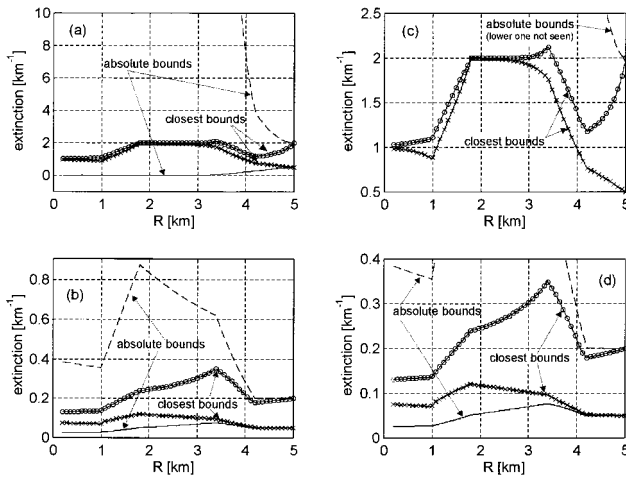 (a)
absolute bounds
closest bounds
extinction [km⁻¹]
10
8
6
4
2
0
0 1 2 3 4 5
R [km]
(c)
absolute bounds
(lower one not seen)
closest bounds
extinction [km⁻¹]
2.5
2
1.5
1
0.5
0 1 2 3 4 5
R [km]
(b)
absolute bounds
closest bounds
extinction [km⁻¹]
0.8
0.6
0.4
0.2
0
0 1 2 3 4 5
R [km]
(d)
absolute bounds
closest bounds
extinction [km⁻¹]
0.4
0.3
0.2
0.1
0
0 1 2 3 4 5
R [km]